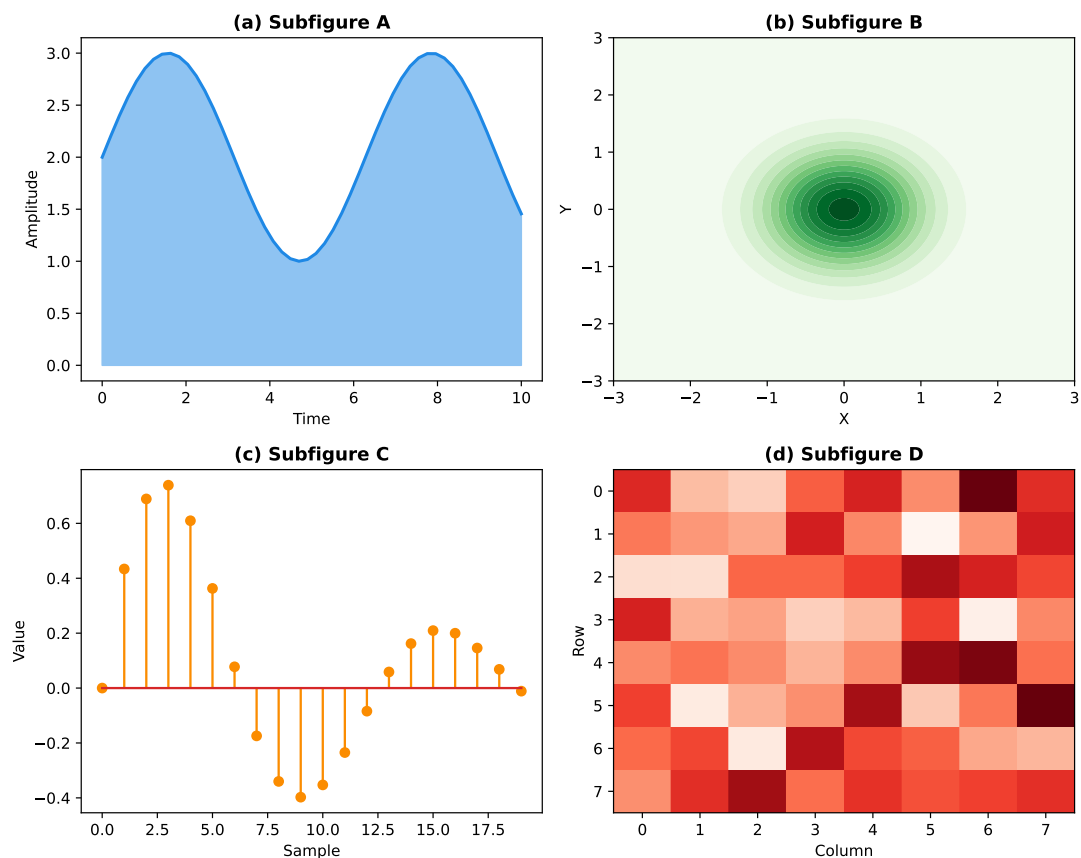 (a) Subfigure A
3.0
2.5
2.0
1.5
1.0
0.5
0.0
Amplitude
0 2 4 6 8 10
Time
(b) Subfigure B
3
2
1
0
−1
−2
−3
Y
−3 −2 −1 0 1 2 3
X
(c) Subfigure C
0.6
0.4
0.2
0.0
−0.2
−0.4
Value
0.0 2.5 5.0 7.5 10.0 12.5 15.0 17.5
Sample
(d) Subfigure D
0
1
2
3
4
5
6
7
Row
0 1 2 3 4 5 6 7
Column